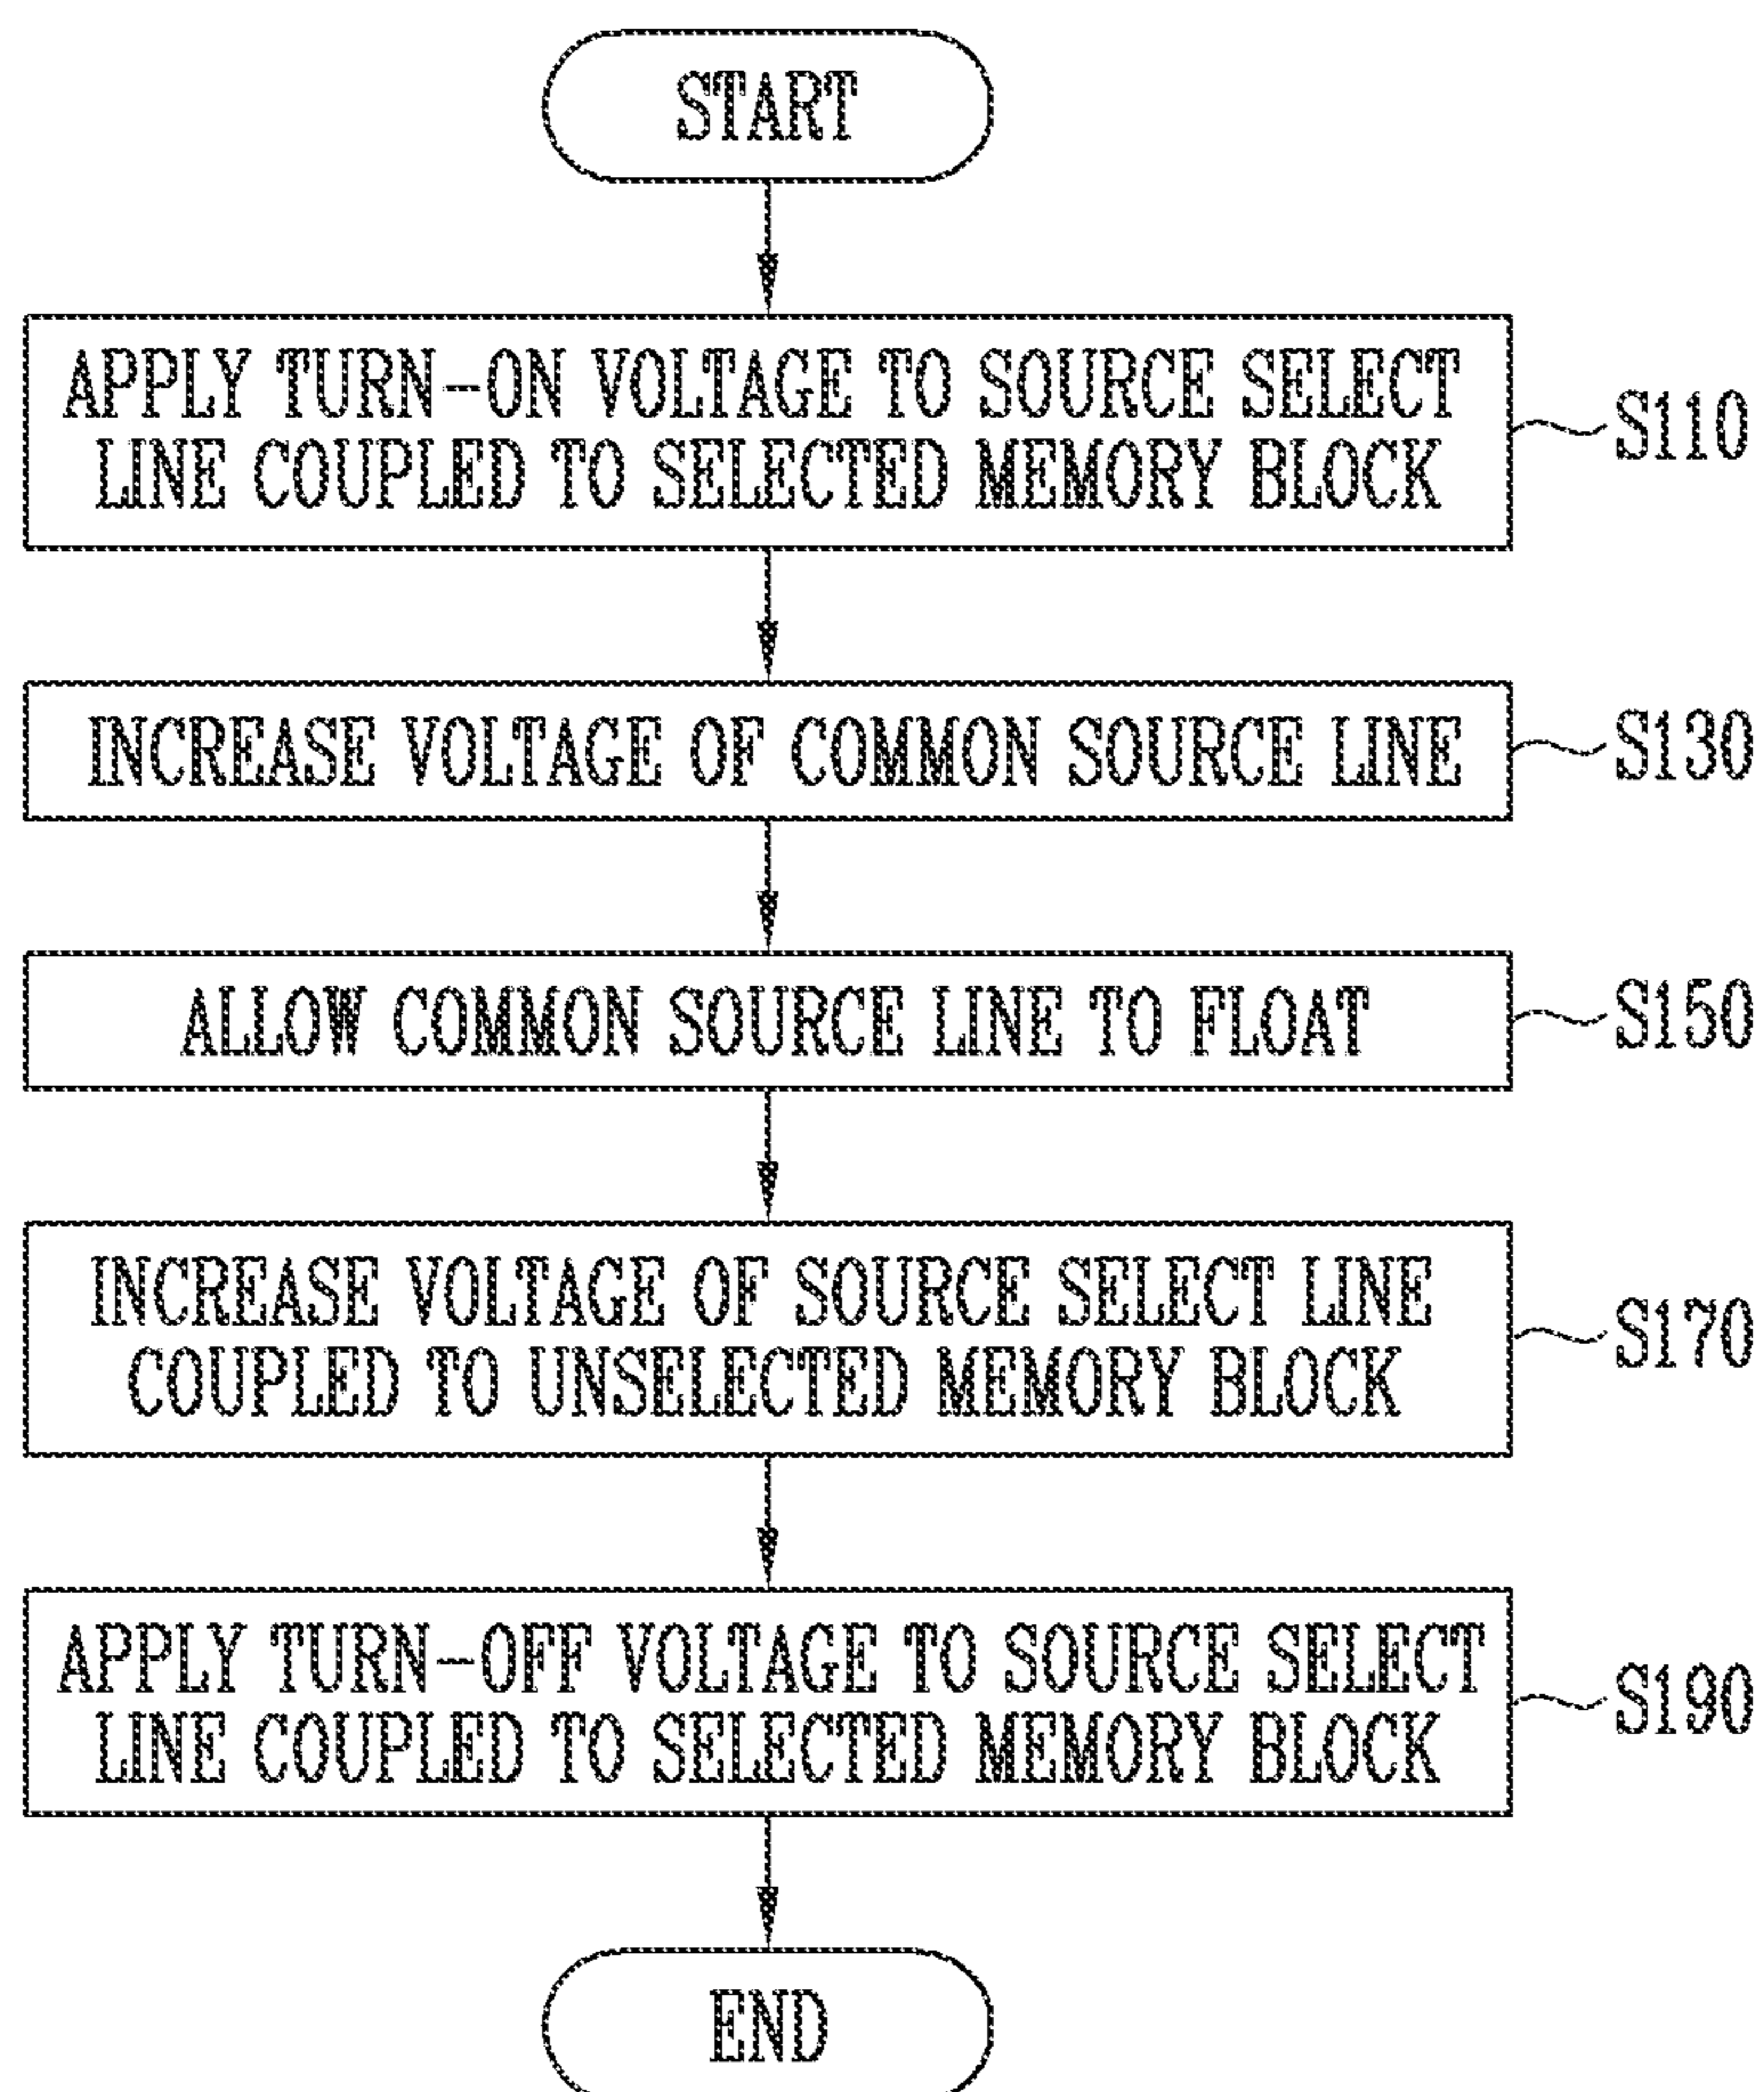 START
APPLY TURN-ON VOLTAGE TO SOURCE SELECT
LINE COUPLED TO SELECTED MEMORY BLOCK
S110
INCREASE VOLTAGE OF COMMON SOURCE LINE
S130
ALLOW COMMON SOURCE LINE TO FLOAT
S150
INCREASE VOLTAGE OF SOURCE SELECT LINE
COUPLED TO UNSELECTED MEMORY BLOCK
S170
APPLY TURN-OFF VOLTAGE TO SOURCE SELECT
LINE COUPLED TO SELECTED MEMORY BLOCK
S190
END